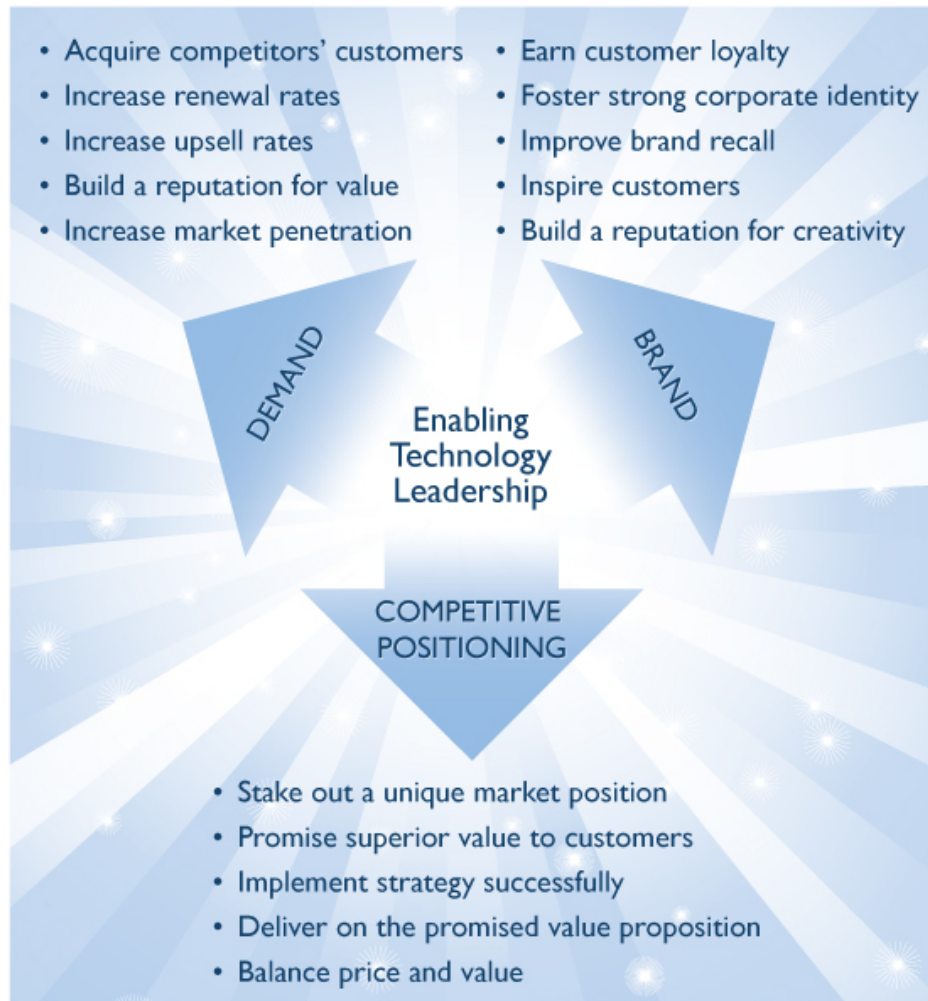 • Acquire competitors’ customers
• Increase renewal rates
• Increase upsell rates
• Build a reputation for value
• Increase market penetration
• Earn customer loyalty
• Foster strong corporate identity
• Improve brand recall
• Inspire customers
• Build a reputation for creativity
DEMAND
BRAND
Enabling
Technology
Leadership
COMPETITIVE
POSITIONING
• Stake out a unique market position
• Promise superior value to customers
• Implement strategy successfully
• Deliver on the promised value proposition
• Balance price and value